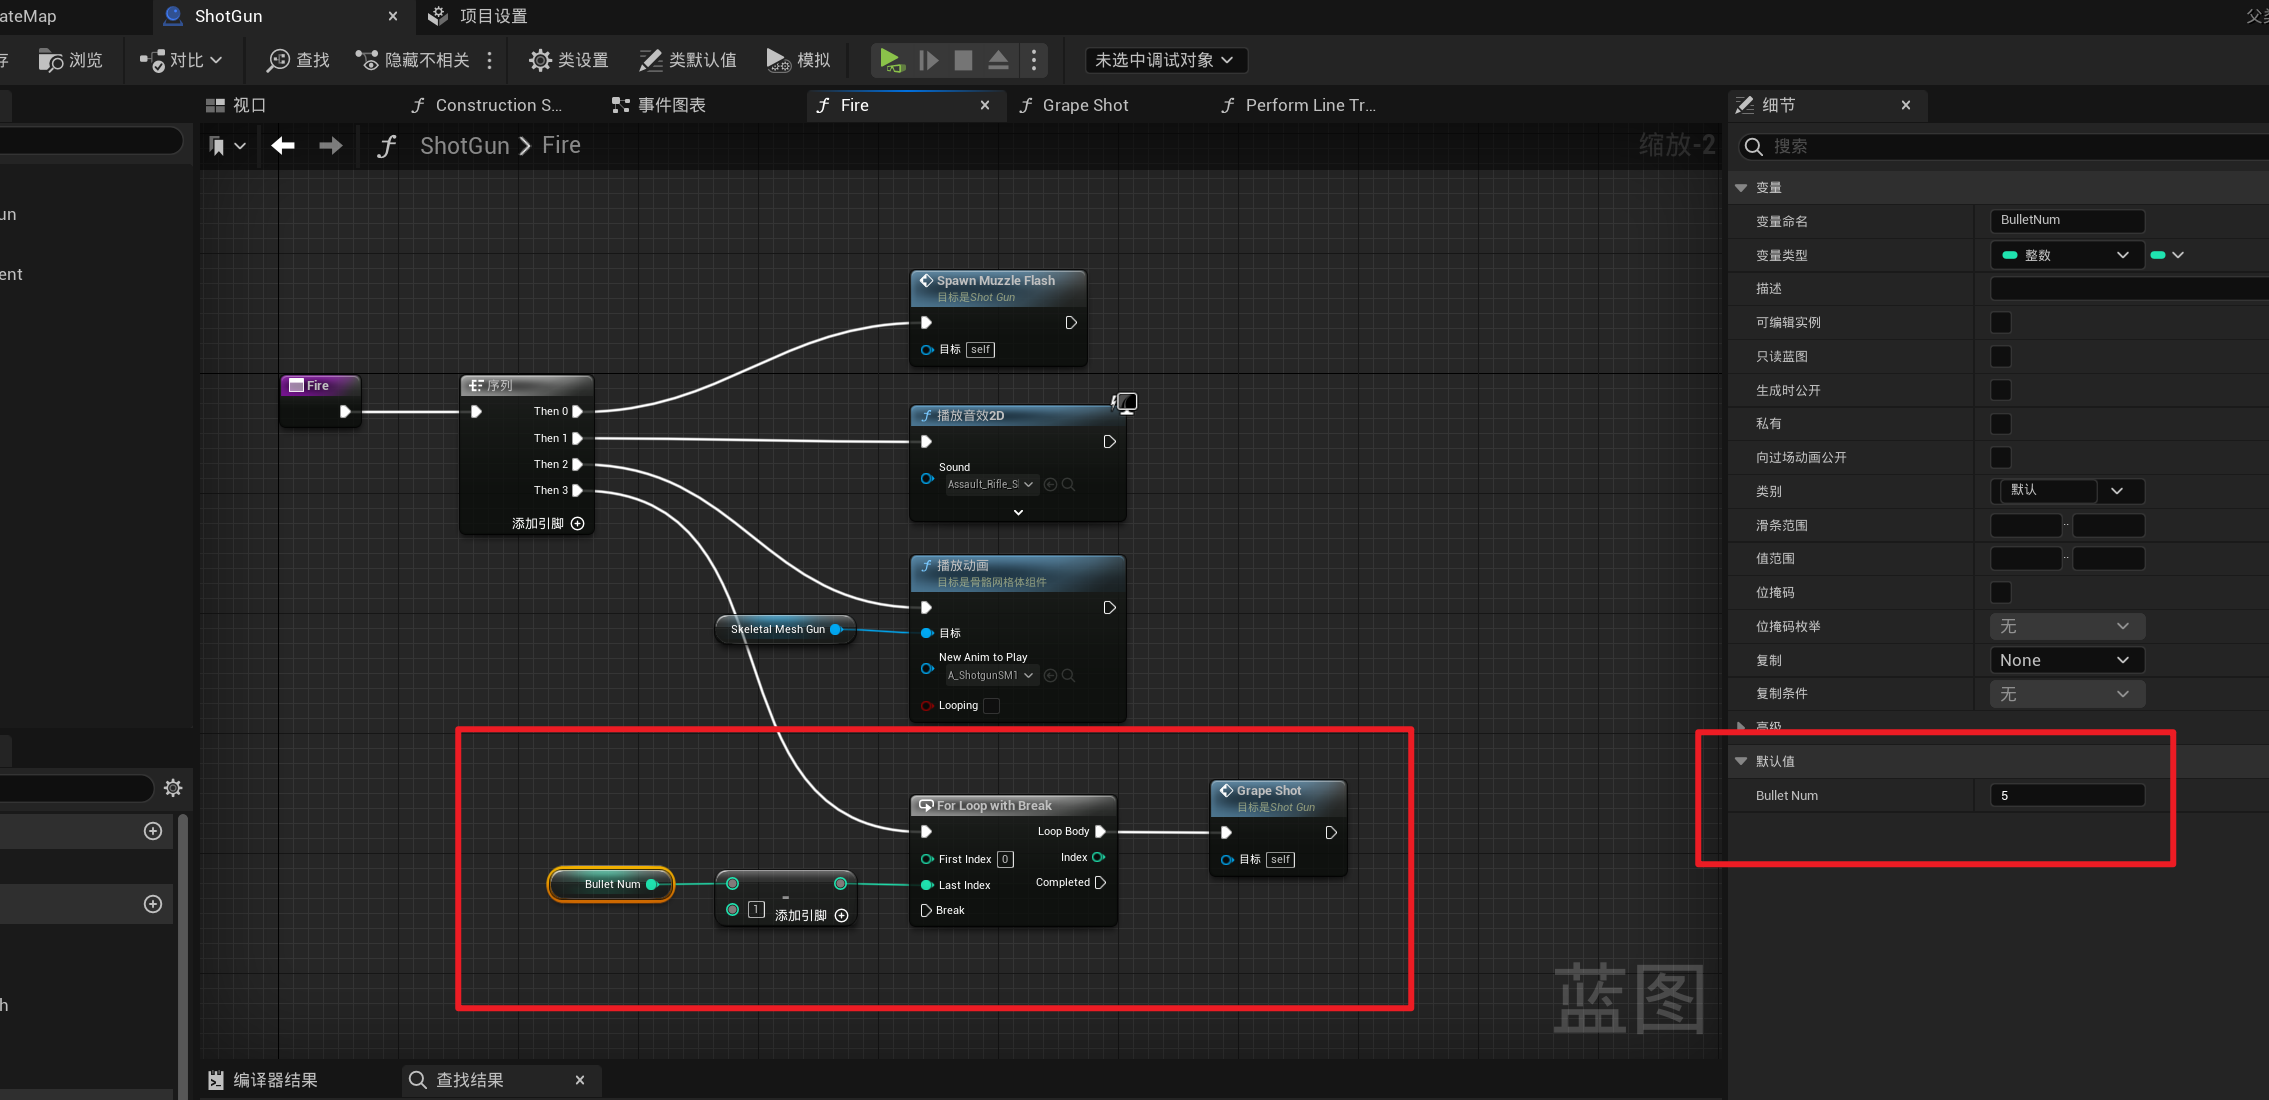 ateMap
ShotGun
项目设置
父类
存
浏览
对比
查找
隐藏不相关
类设置
类默认值
模拟
未选中调试对象
视口
Construction S...
事件图表
Fire
Grape Shot
Perform Line Tr...
细节
ShotGun
Fire
缩放-2
搜索
un
ent
h
Fire
序列
Then 0
Then 1
Then 2
Then 3
添加引脚
Spawn Muzzle Flash
目标是Shot Gun
目标
self
播放音效2D
Sound
Assault_Rifle_S
播放动画
目标是骨骼网格体组件
Skeletal Mesh Gun
目标
New Anim to Play
A_ShotgunSM1
Looping
For Loop with Break
Loop Body
First Index 0
Index
Last Index
Completed
Break
Bullet Num
-
1
添加引脚
Grape Shot
目标是Shot Gun
目标
self
蓝图
变量
变量命名 BulletNum
变量类型 整数
描述
可编辑实例
只读蓝图
生成时公开
私有
向过场动画公开
类别 默认
滑条范围 ..
值范围 ..
位掩码
位掩码枚举 无
复制 None
复制条件 无
高级
默认值
Bullet Num 5
编译器结果
查找结果